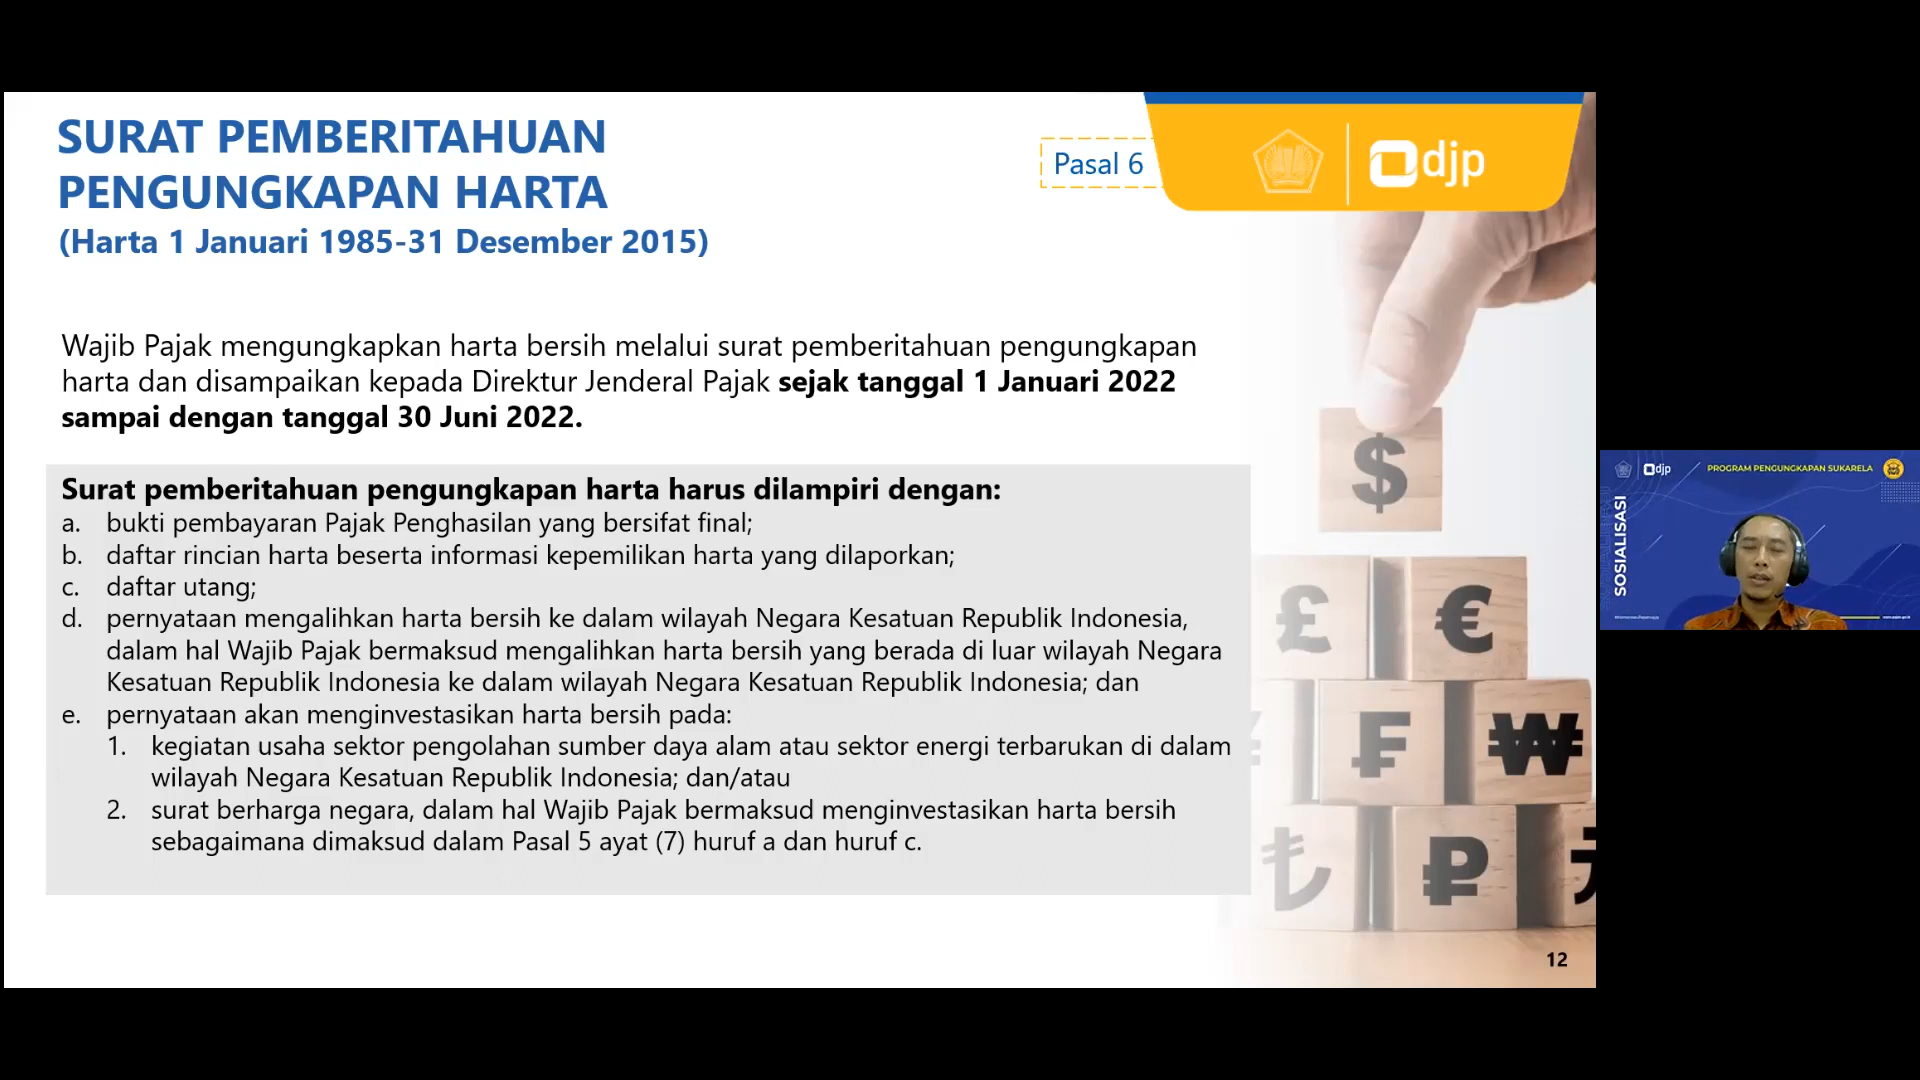 SURAT PEMBERITAHUAN
PENGUNGKAPAN HARTA
(Harta 1 Januari 1985-31 Desember 2015)
Pasal 6
djp
Wajib Pajak mengungkapkan harta bersih melalui surat pemberitahuan pengungkapan
harta dan disampaikan kepada Direktur Jenderal Pajak sejak tanggal 1 Januari 2022
sampai dengan tanggal 30 Juni 2022.
Surat pemberitahuan pengungkapan harta harus dilampiri dengan:
a. bukti pembayaran Pajak Penghasilan yang bersifat final;
b. daftar rincian harta beserta informasi kepemilikan harta yang dilaporkan;
c. daftar utang;
d. pernyataan mengalihkan harta bersih ke dalam wilayah Negara Kesatuan Republik Indonesia,
dalam hal Wajib Pajak bermaksud mengalihkan harta bersih yang berada di luar wilayah Negara
Kesatuan Republik Indonesia ke dalam wilayah Negara Kesatuan Republik Indonesia; dan
e. pernyataan akan menginvestasikan harta bersih pada:
1. kegiatan usaha sektor pengolahan sumber daya alam atau sektor energi terbarukan di dalam
wilayah Negara Kesatuan Republik Indonesia; dan/atau
2. surat berharga negara, dalam hal Wajib Pajak bermaksud menginvestasikan harta bersih
sebagaimana dimaksud dalam Pasal 5 ayat (7) huruf a dan huruf c.
$
£ €
₣ ₩
₺ ₽
12
djp
PROGRAM PENGUNGKAPAN SUKARELA
SOSIALISASI